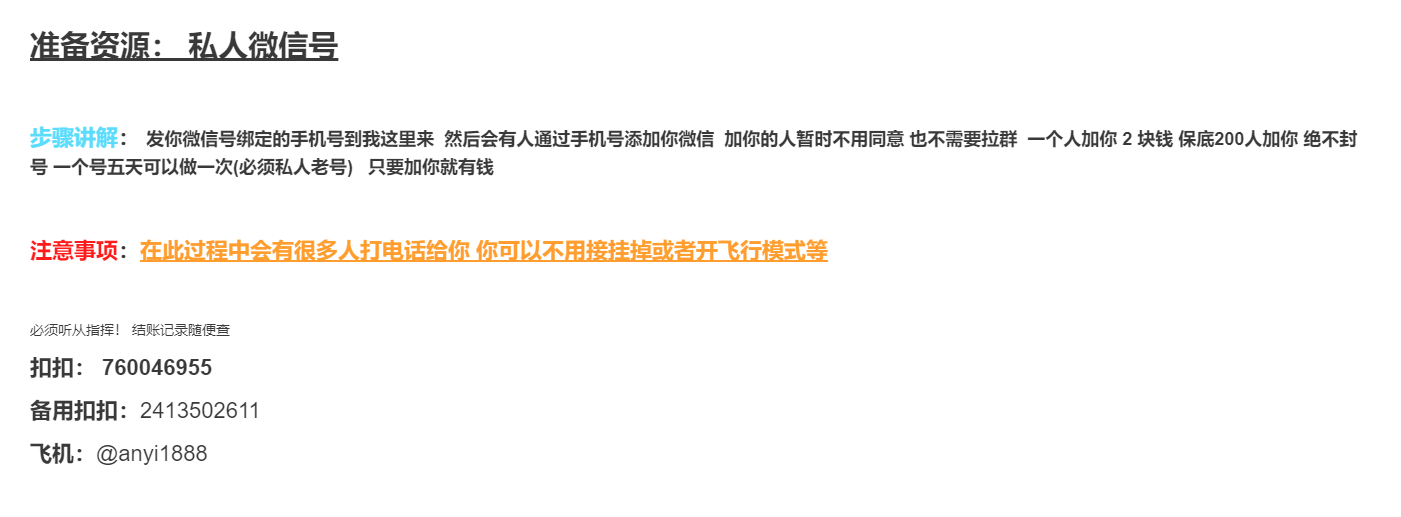 准备资源： 私人微信号
步骤讲解： 发你微信号绑定的手机号到我这里来 然后会有人通过手机号添加你微信 加你的人暂时不用同意 也不需要拉群 一个人加你 2 块钱 保底200人加你 绝不封
号 一个号五天可以做一次(必须私人老号) 只要加你就有钱
注意事项：在此过程中会有很多人打电话给你 你可以不用接挂掉或者开飞行模式等
必须听从指挥！ 结账记录随便查
扣扣： 760046955
备用扣扣：2413502611
飞机：@anyi1888